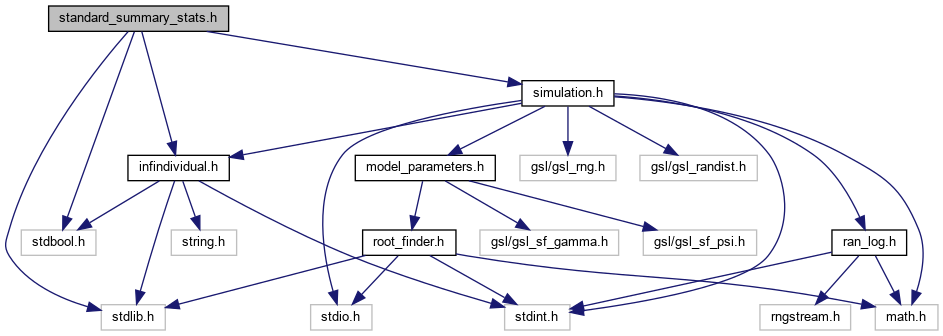 standard_summary_stats.h
simulation.h
infindividual.h
model_parameters.h
gsl/gsl_rng.h
gsl/gsl_randist.h
stdbool.h
string.h
root_finder.h
gsl/gsl_sf_gamma.h
gsl/gsl_sf_psi.h
ran_log.h
stdlib.h
stdio.h
stdint.h
rngstream.h
math.h